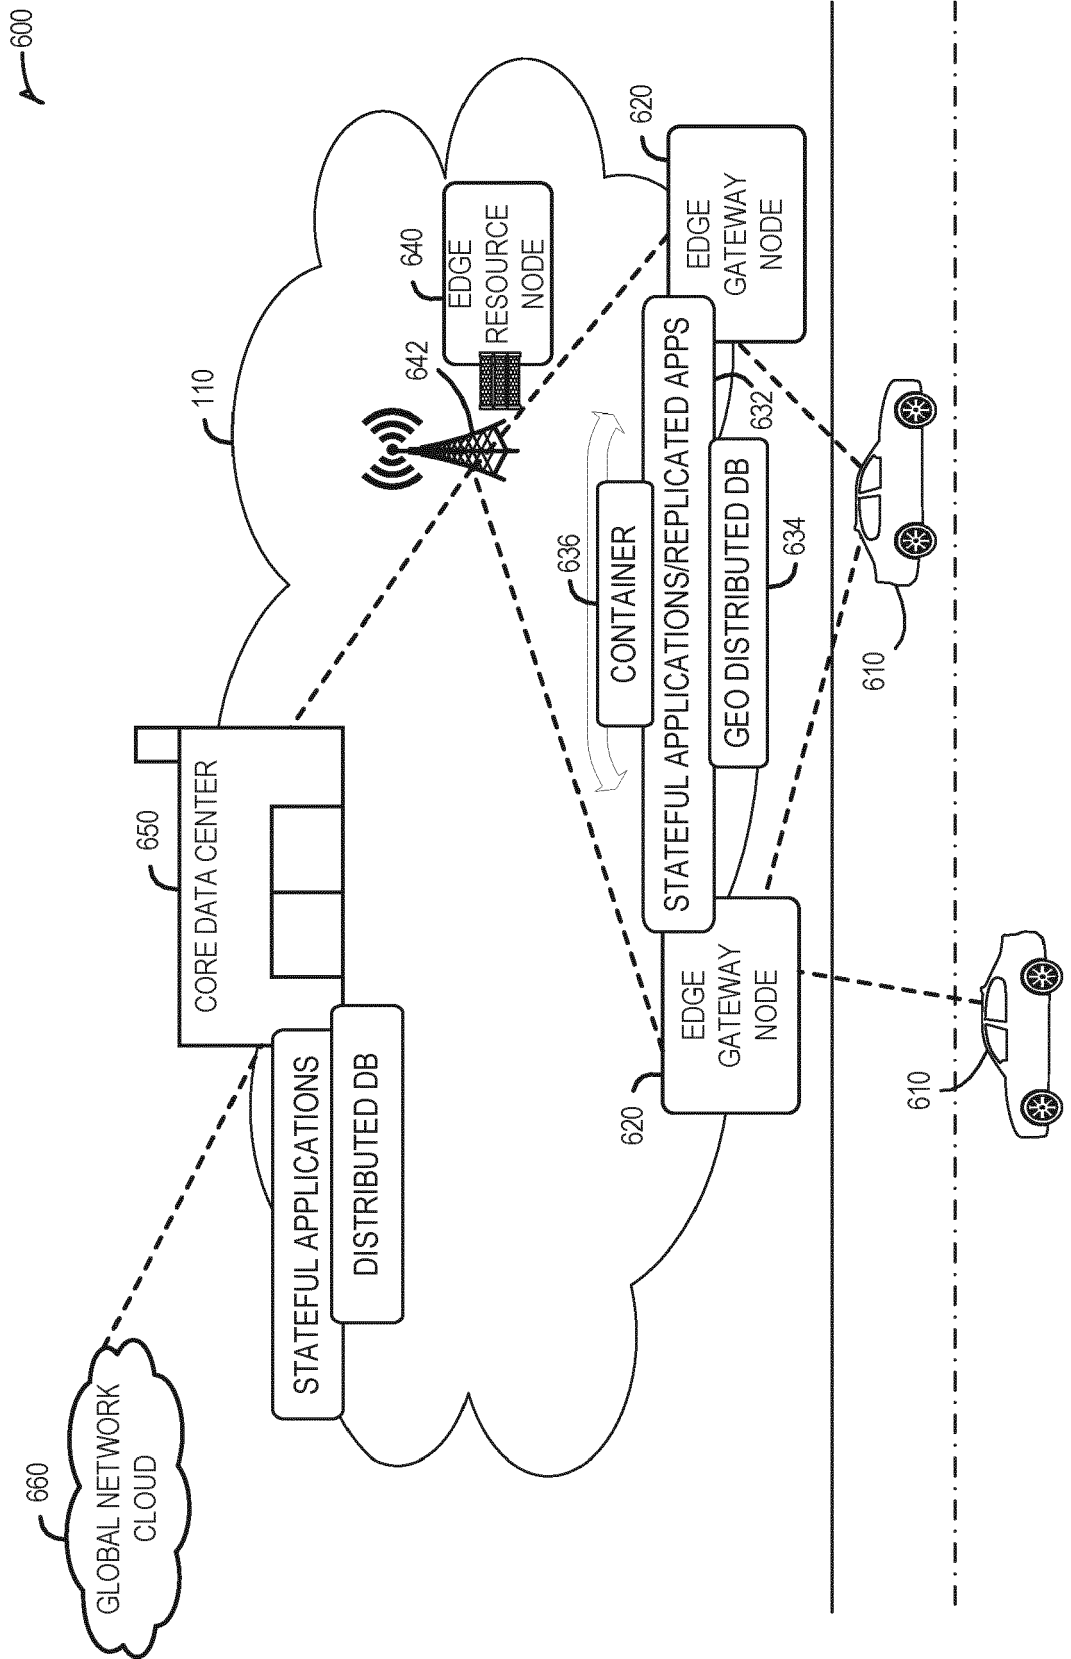 600
660
GLOBAL NETWORK
CLOUD
650
CORE DATA CENTER
STATEFUL APPLICATIONS
DISTRIBUTED DB
110
642
640
EDGE
RESOURCE
NODE
620
EDGE
GATEWAY
NODE
636
CONTAINER
STATEFUL APPLICATIONS/REPLICATED APPS
632
GEO DISTRIBUTED DB
634
620
EDGE
GATEWAY
NODE
610
610